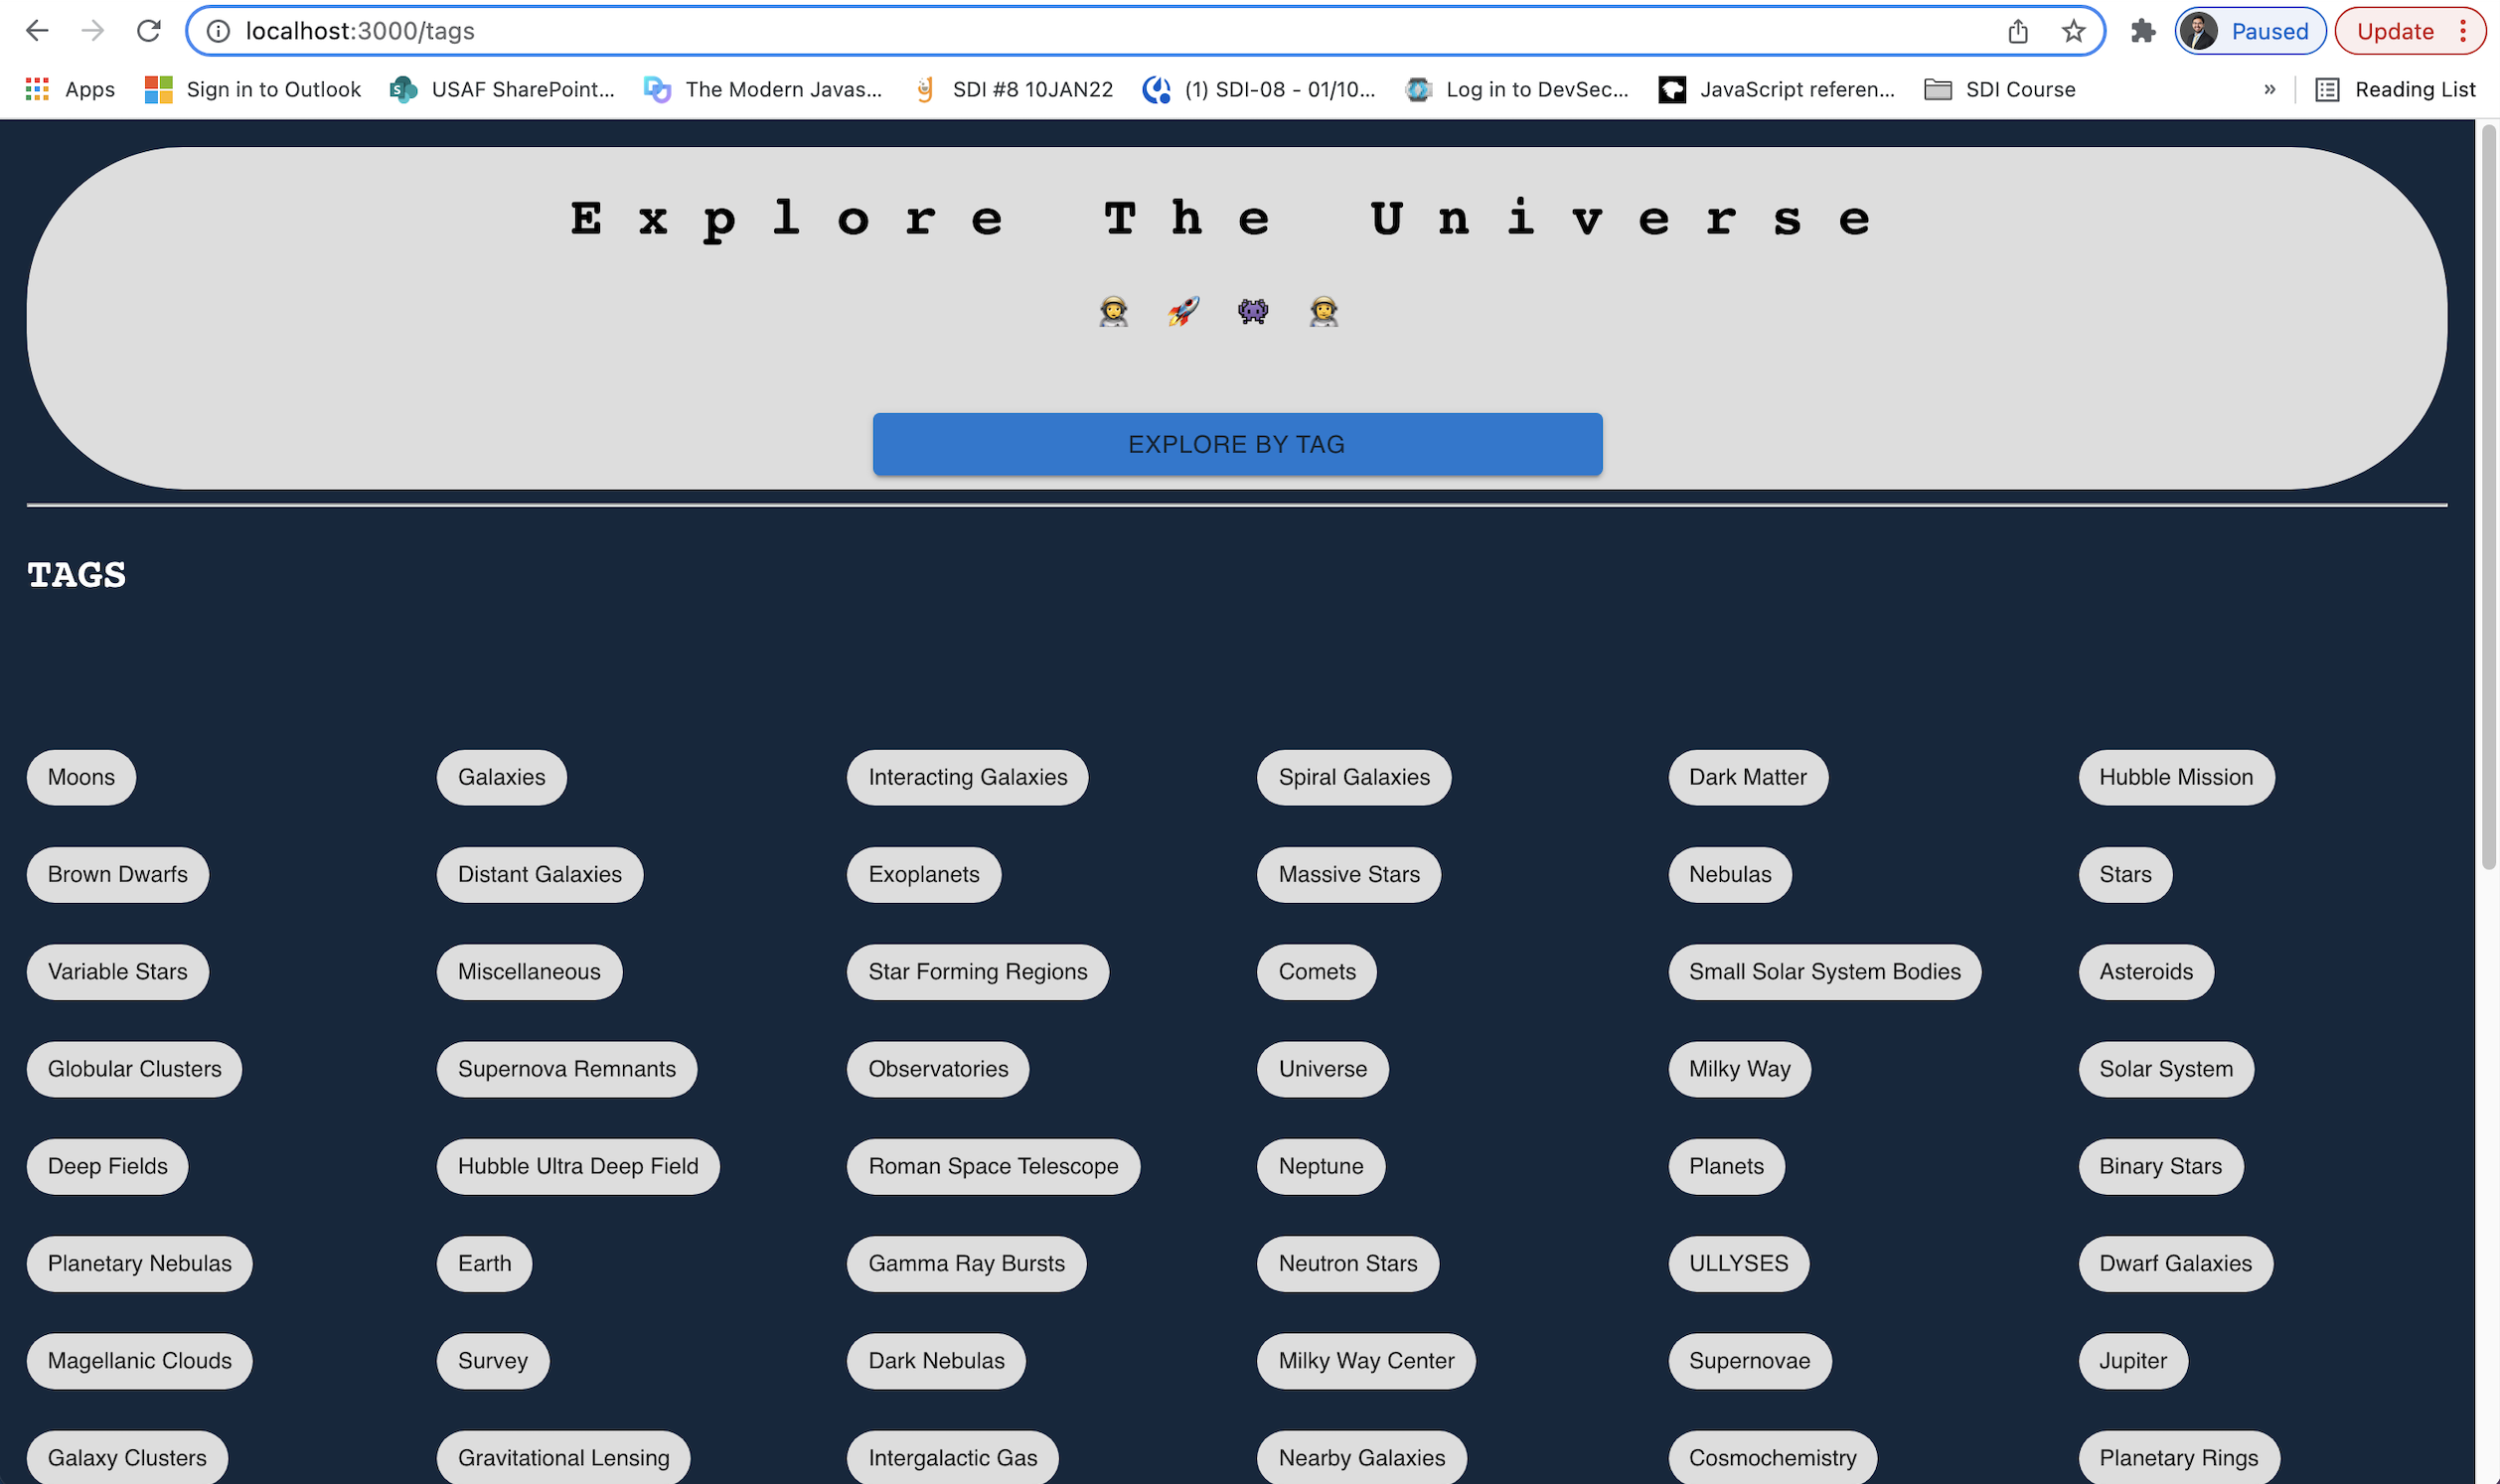 localhost:3000/tags Paused Update
Apps Sign in to Outlook USAF SharePoint... The Modern Javas... SDI #8 10JAN22 (1) SDI-08 - 01/10... Log in to DevSec... JavaScript referen... SDI Course » Reading List
Explore The Universe
EXPLORE BY TAG
TAGS
Moons Galaxies Interacting Galaxies Spiral Galaxies Dark Matter Hubble Mission
Brown Dwarfs Distant Galaxies Exoplanets Massive Stars Nebulas Stars
Variable Stars Miscellaneous Star Forming Regions Comets Small Solar System Bodies Asteroids
Globular Clusters Supernova Remnants Observatories Universe Milky Way Solar System
Deep Fields Hubble Ultra Deep Field Roman Space Telescope Neptune Planets Binary Stars
Planetary Nebulas Earth Gamma Ray Bursts Neutron Stars ULLYSES Dwarf Galaxies
Magellanic Clouds Survey Dark Nebulas Milky Way Center Supernovae Jupiter
Galaxy Clusters Gravitational Lensing Intergalactic Gas Nearby Galaxies Cosmochemistry Planetary Rings